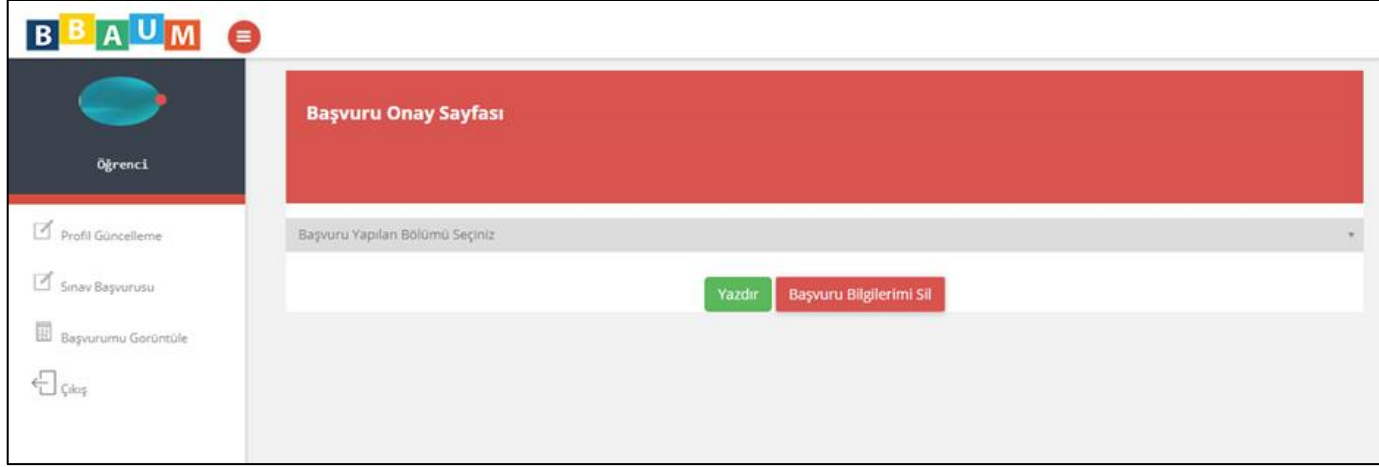 BBAUM
Başvuru Onay Sayfası
Öğrenci
Profil Güncelleme
Sınav Başvurusu
Başvurumu Görüntüle
Çıkış
Başvuru Yapılan Bölümü Seçiniz
Yazdır
Başvuru Bilgilerimi Sil